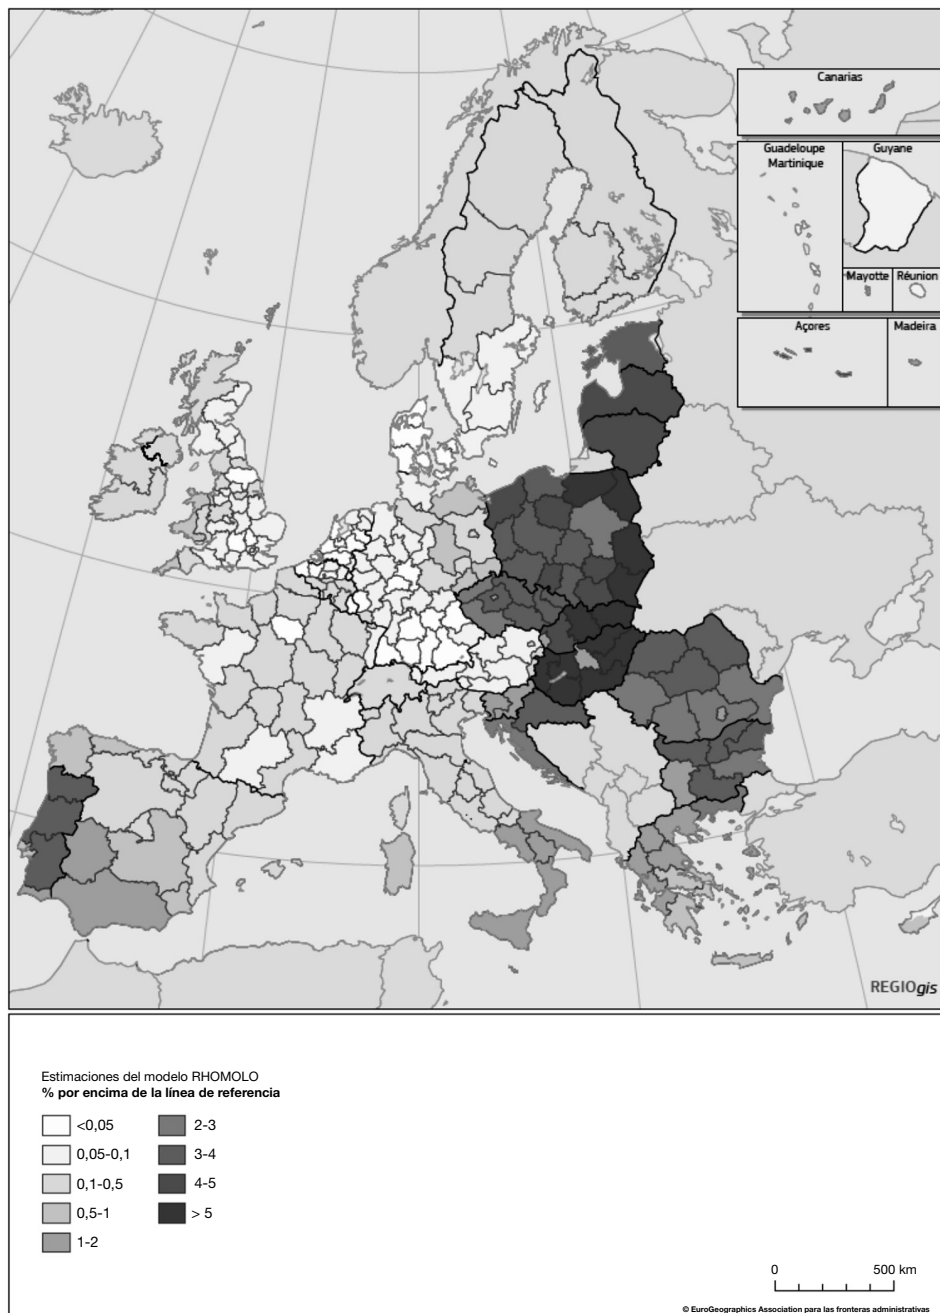 Canarias
Guadeloupe
Martinique
Guyane
Mayotte
Réunion
Açores
Madeira
REGIOgis
Estimaciones del modelo RHOMOLO
% por encima de la línea de referencia
<0,05
0,05-0,1
0,1-0,5
0,5-1
1-2
2-3
3-4
4-5
> 5
0
500 km
© EuroGeographics Association para las fronteras administrativas